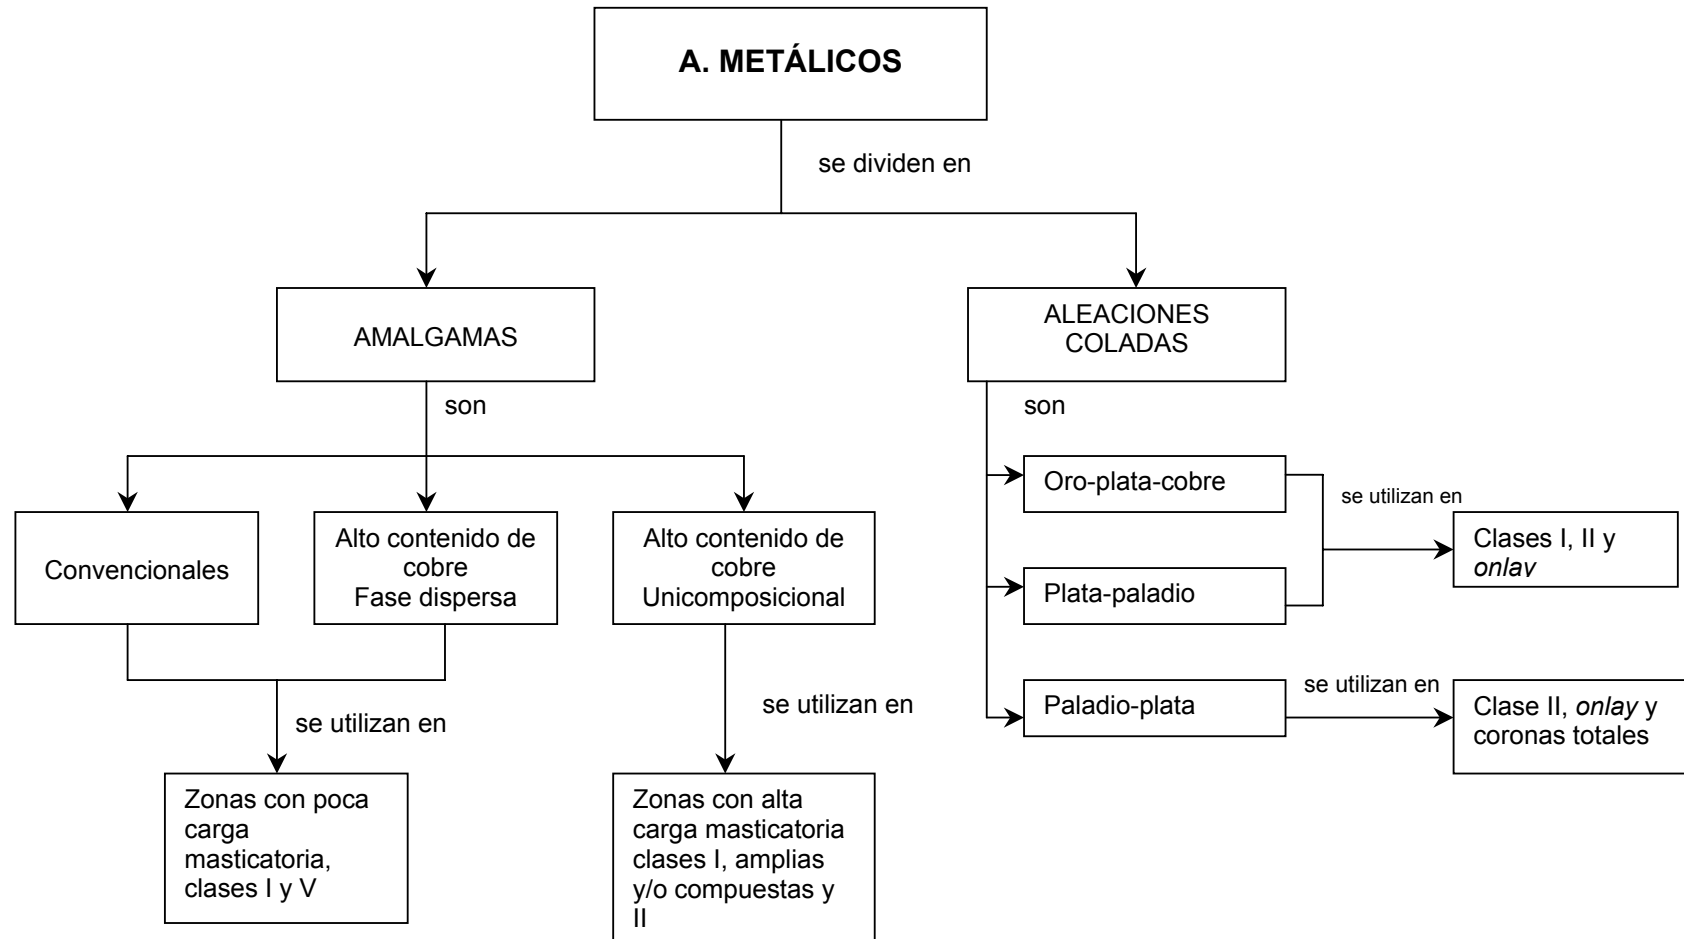 A. METÁLICOS
se dividen en
AMALGAMAS
ALEACIONES
COLADAS
son
son
Convencionales
Alto contenido de
cobre
Fase dispersa
Alto contenido de
cobre
Unicomposicional
Oro-plata-cobre
se utilizan en
Clases I, II y
onlay
Plata-paladio
Paladio-plata
se utilizan en
Clase II, onlay y
coronas totales
se utilizan en
se utilizan en
Zonas con poca
carga
masticatoria,
clases I y V
Zonas con alta
carga masticatoria
clases I, amplias
y/o compuestas y
II